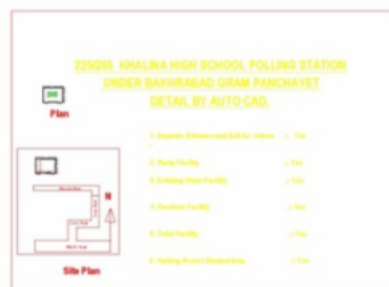 225/265 KHALINA HIGH SCHOOL POLLING STATION
UNDER BAKHRABAD GRAM PANCHAYET
DETAIL BY AUTO CAD.
Plan
1. Separate Entrance and Exit for Voters : Yes
2. Ramp Facility : Yes
3. Drinking Water Facility : Yes
4. Furniture Facility : Yes
5. Toilet Facility : Yes
6. Waiting Room/ Shaded Area : Yes
N
Site Plan